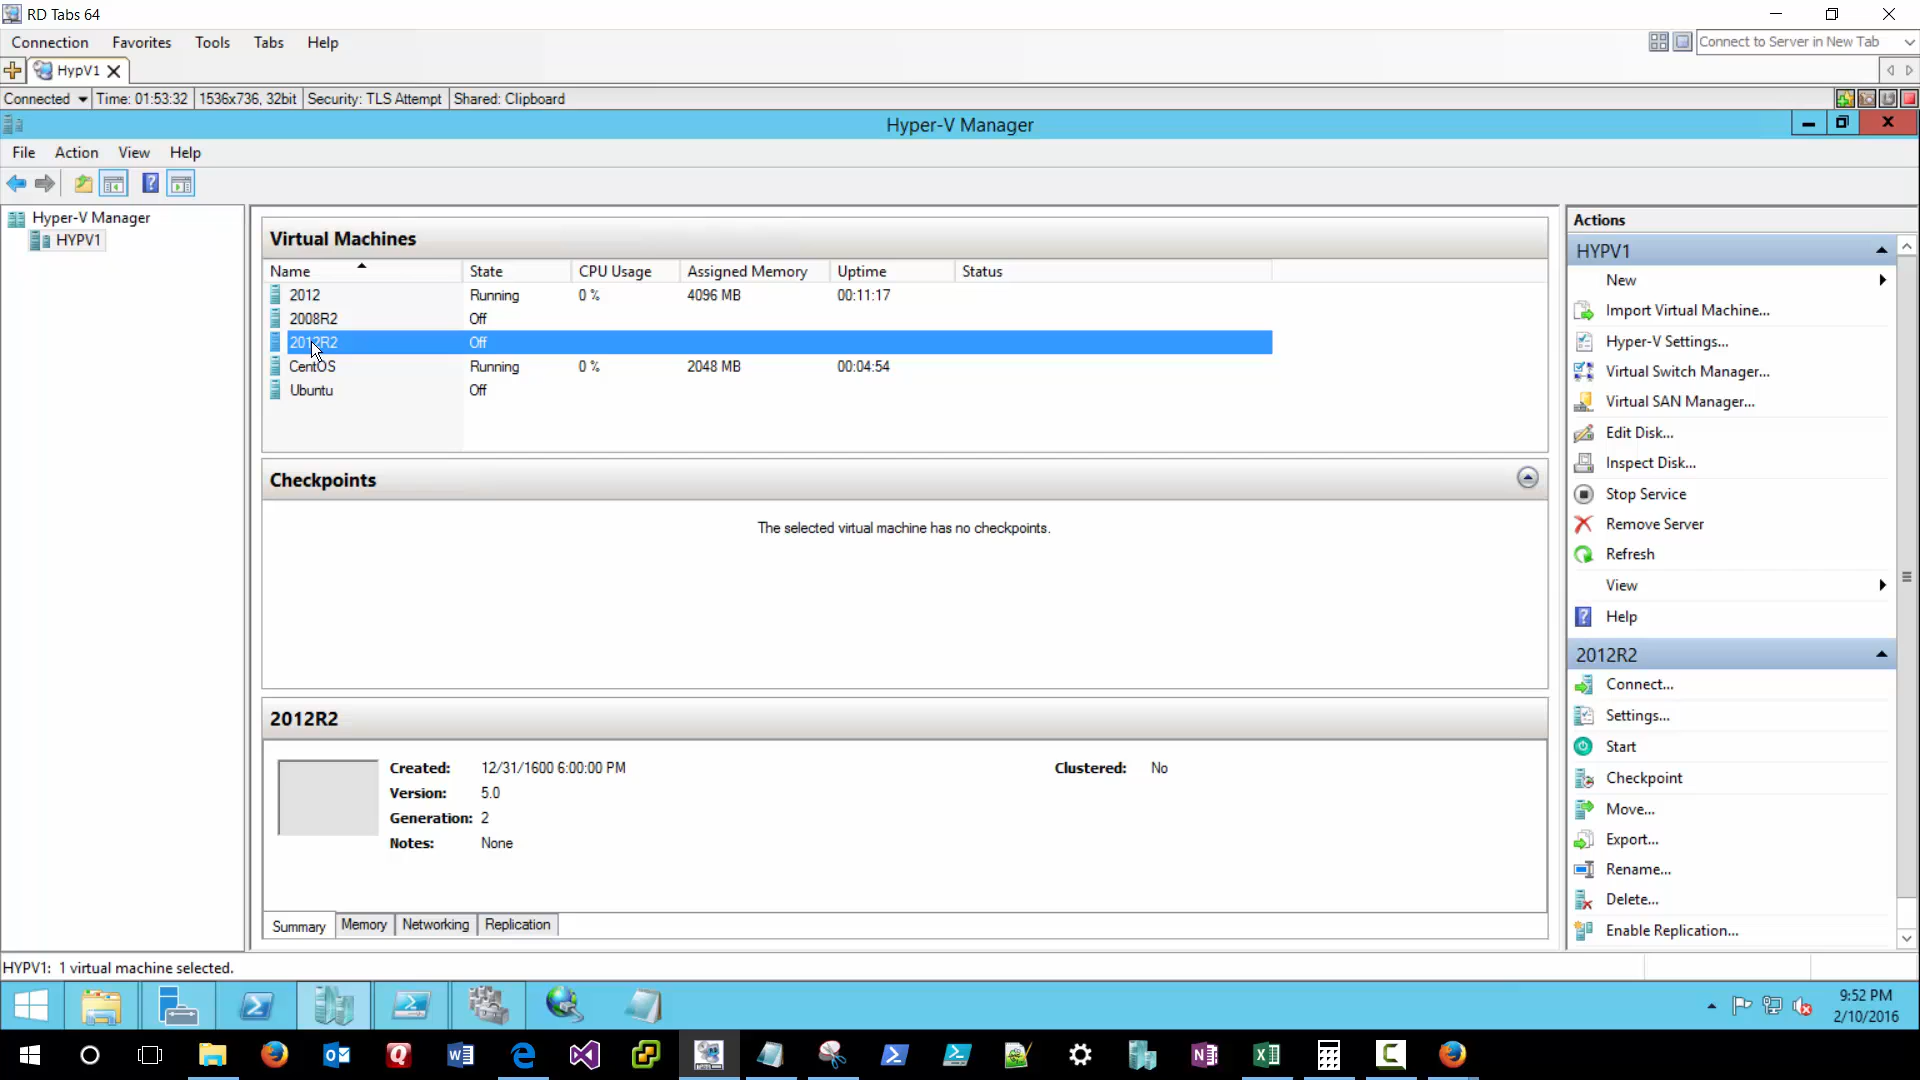 RD Tabs 64
Connection Favorites Tools Tabs Help
Connect to Server in New Tab
HypV1
Connected Time: 01:53:32 1536x736, 32bit Security: TLS Attempt Shared: Clipboard
Hyper-V Manager
File Action View Help
Hyper-V Manager
HYPV1
Virtual Machines
Name State CPU Usage Assigned Memory Uptime Status
2012 Running 0 % 4096 MB 00:11:17
2008R2 Off
2012R2 Off
CentOS Running 0 % 2048 MB 00:04:54
Ubuntu Off
Checkpoints
The selected virtual machine has no checkpoints.
2012R2
Created: 12/31/1600 6:00:00 PM Clustered: No
Version: 5.0
Generation: 2
Notes: None
Summary Memory Networking Replication
Actions
HYPV1
New
Import Virtual Machine...
Hyper-V Settings...
Virtual Switch Manager...
Virtual SAN Manager...
Edit Disk...
Inspect Disk...
Stop Service
Remove Server
Refresh
View
Help
2012R2
Connect...
Settings...
Start
Checkpoint
Move...
Export...
Rename...
Delete...
Enable Replication...
HYPV1: 1 virtual machine selected.
9:52 PM
2/10/2016